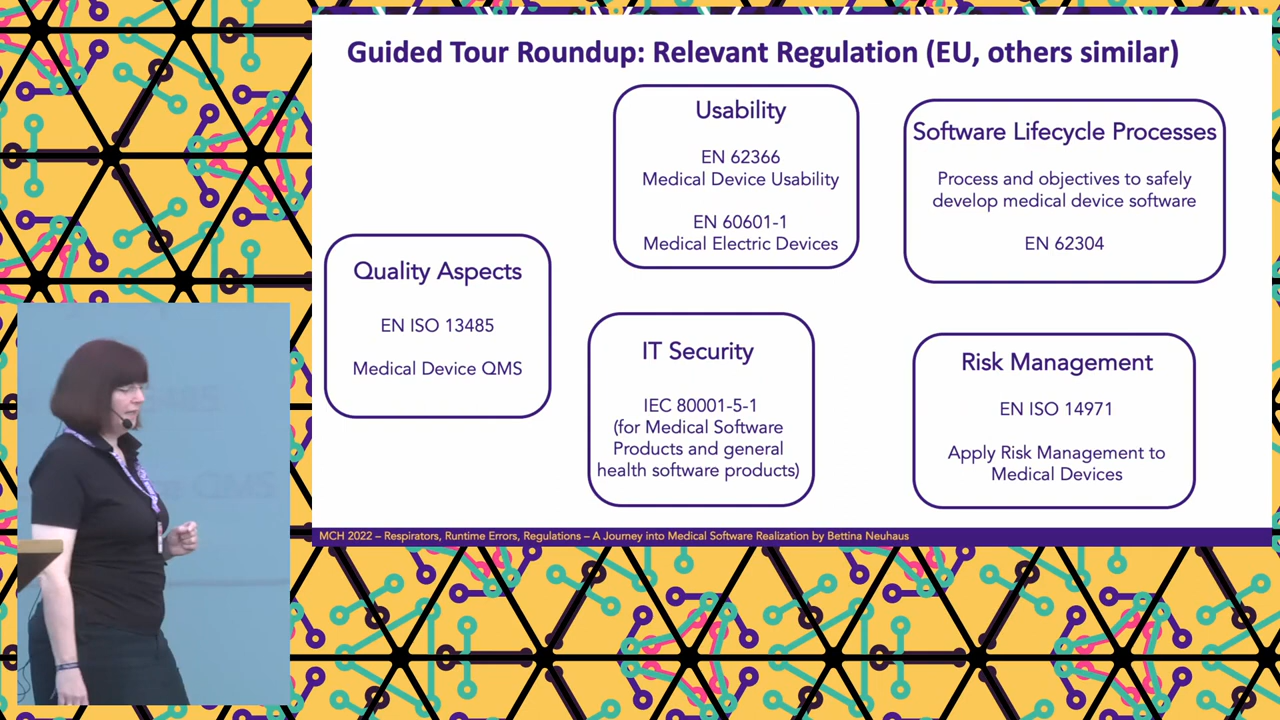 Guided Tour Roundup: Relevant Regulation (EU, others similar)
Usability
EN 62366
Medical Device Usability
EN 60601-1
Medical Electric Devices
Software Lifecycle Processes
Process and objectives to safely
develop medical device software
EN 62304
Quality Aspects
EN ISO 13485
Medical Device QMS
IT Security
IEC 80001-5-1
(for Medical Software
Products and general
health software products)
Risk Management
EN ISO 14971
Apply Risk Management to
Medical Devices
MCH 2022 – Respirators, Runtime Errors, Regulations – A Journey into Medical Software Realization by Bettina Neuhaus